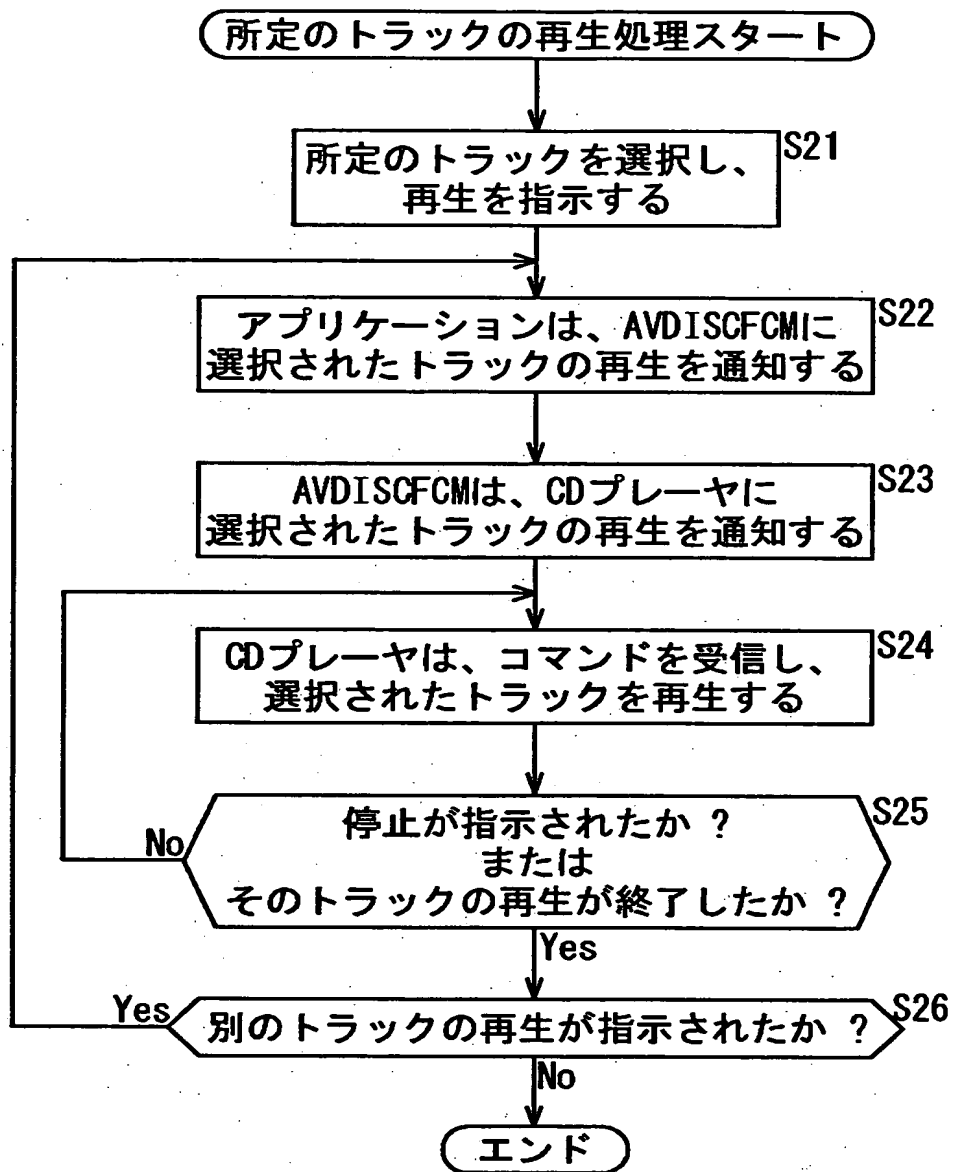 所定のトラックの再生処理スタート
S21
所定のトラックを選択し、
再生を指示する
S22
アプリケーションは、AVDISCFCMに
選択されたトラックの再生を通知する
S23
AVDISCFCMは、CDプレーヤに
選択されたトラックの再生を通知する
S24
CDプレーヤは、コマンドを受信し、
選択されたトラックを再生する
S25
停止が指示されたか ?
または
そのトラックの再生が終了したか ?
No
Yes
S26
別のトラックの再生が指示されたか ?
Yes
No
エンド